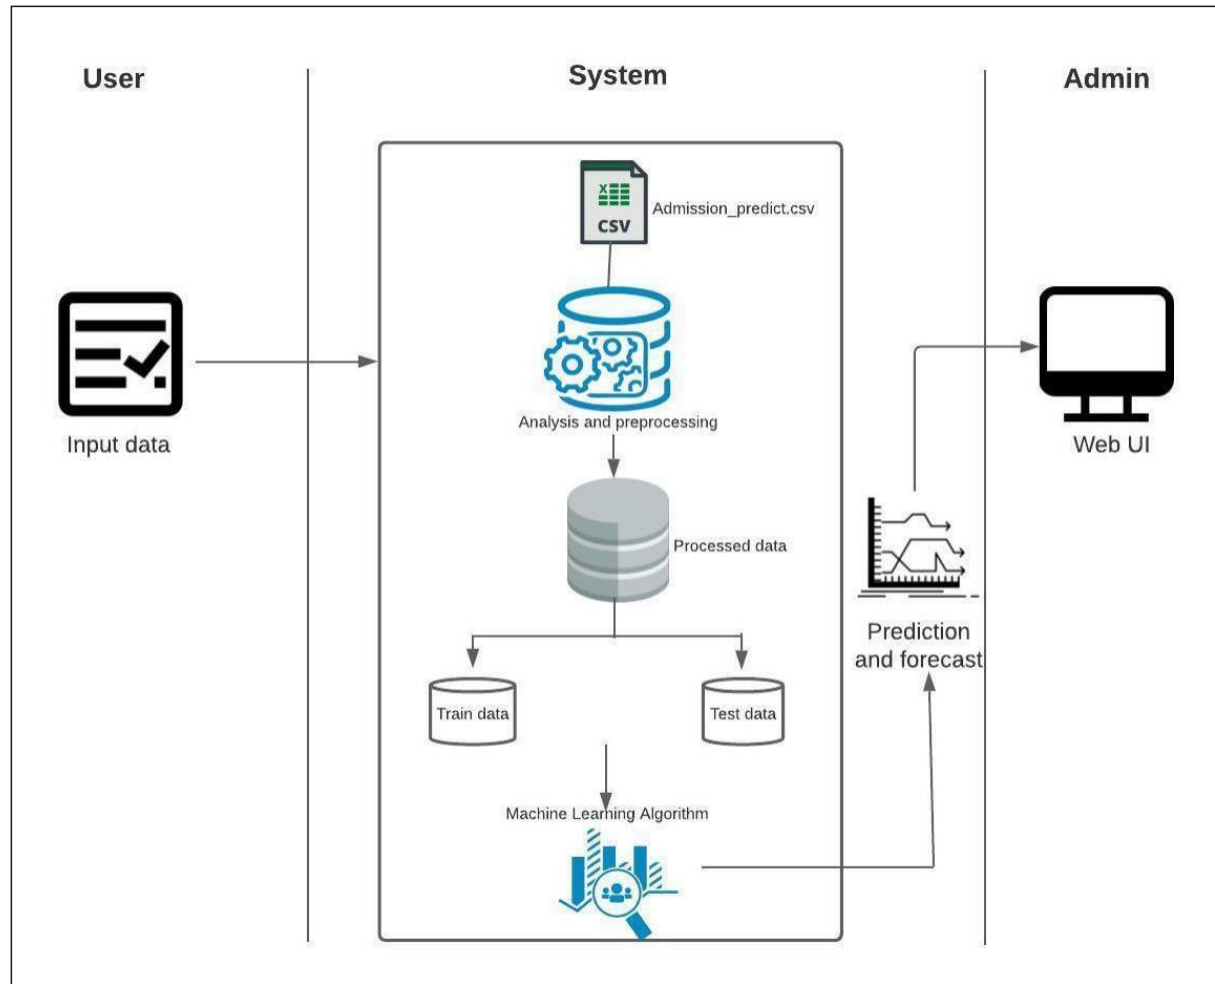 User
System
Admin
Admission_predict.csv
X
CSV
Input data
Analysis and preprocessing
Web UI
Processed data
Prediction
and forecast
Train data
Test data
Machine Learning Algorithm